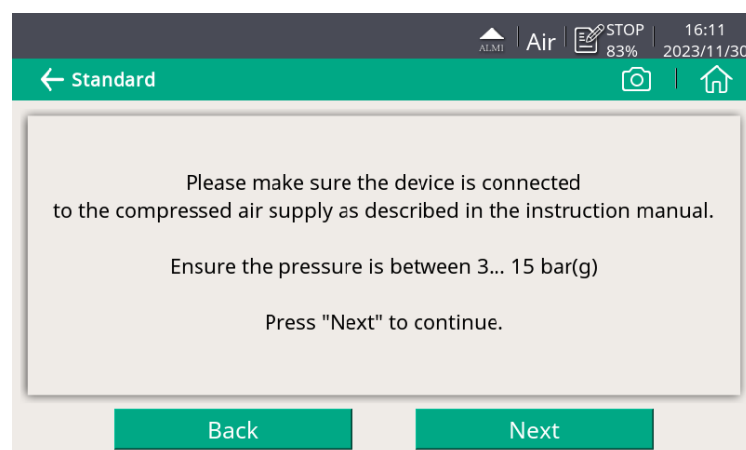 ALMI Air STOP 16:11
83% 2023/11/30
Standard
Please make sure the device is connected
to the compressed air supply as described in the instruction manual.
Ensure the pressure is between 3... 15 bar(g)
Press "Next" to continue.
Back Next